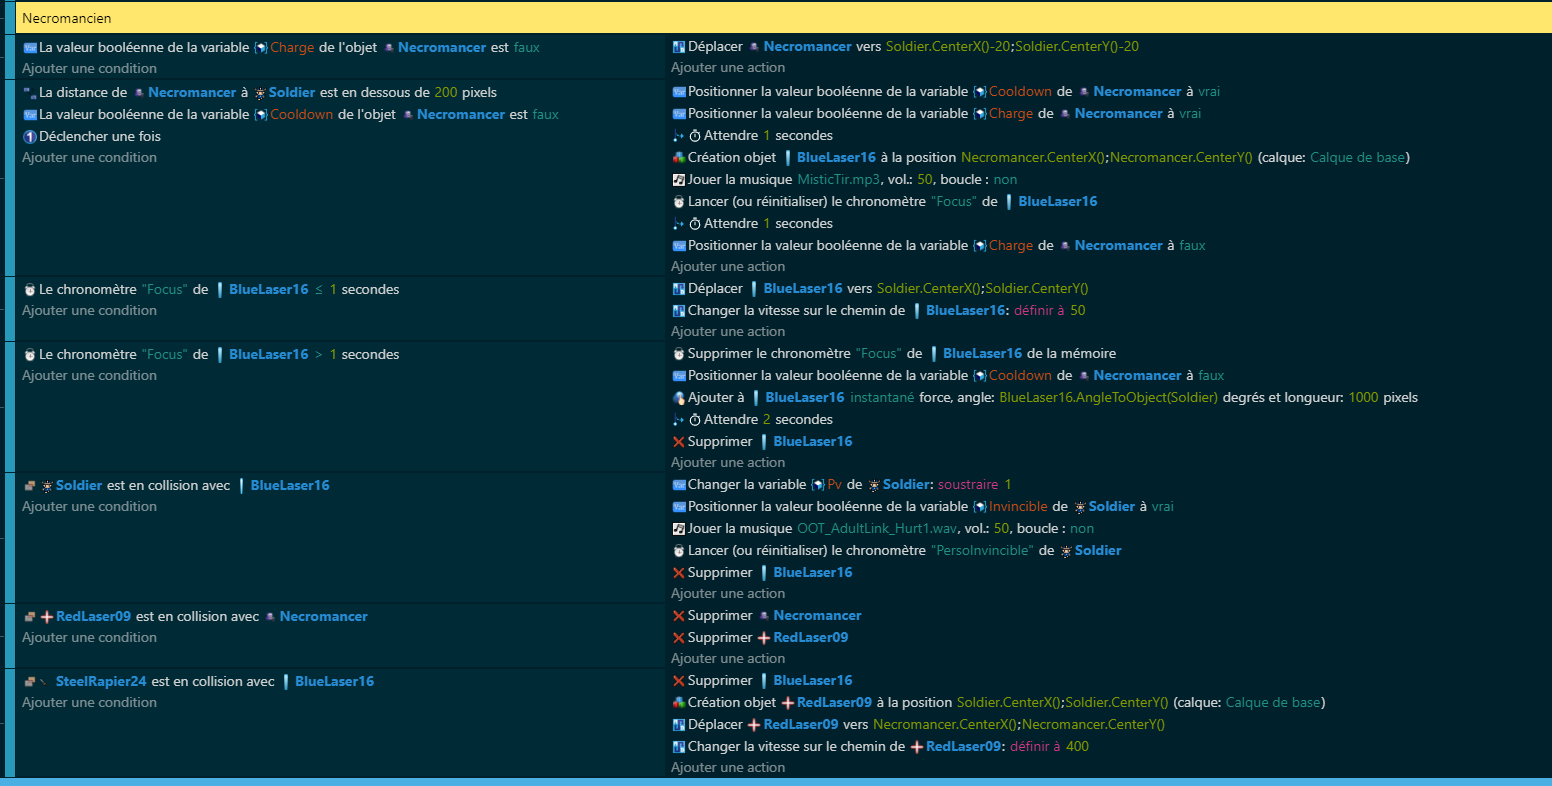 Necromancien
La valeur booléenne de la variable Charge de l'objet Necromancer est faux
Ajouter une condition
Déplacer Necromancer vers Soldier.CenterX()-20;Soldier.CenterY()-20
Ajouter une action
La distance de Necromancer à Soldier est en dessous de 200 pixels
La valeur booléenne de la variable Cooldown de l'objet Necromancer est faux
Déclencher une fois
Ajouter une condition
Positionner la valeur booléenne de la variable Cooldown de Necromancer à vrai
Positionner la valeur booléenne de la variable Charge de Necromancer à vrai
Attendre 1 secondes
Création objet BlueLaser16 à la position Necromancer.CenterX();Necromancer.CenterY() (calque: Calque de base)
Jouer la musique MisticTir.mp3, vol.: 50, boucle : non
Lancer (ou réinitialiser) le chronomètre "Focus" de BlueLaser16
Attendre 1 secondes
Positionner la valeur booléenne de la variable Charge de Necromancer à faux
Ajouter une action
Le chronomètre "Focus" de BlueLaser16 ≤ 1 secondes
Ajouter une condition
Déplacer BlueLaser16 vers Soldier.CenterX();Soldier.CenterY()
Changer la vitesse sur le chemin de BlueLaser16: définir à 50
Ajouter une action
Le chronomètre "Focus" de BlueLaser16 > 1 secondes
Ajouter une condition
Supprimer le chronomètre "Focus" de BlueLaser16 de la mémoire
Positionner la valeur booléenne de la variable Cooldown de Necromancer à faux
Ajouter à BlueLaser16 instantané force, angle: BlueLaser16.AngleToObject(Soldier) degrés et longueur: 1000 pixels
Attendre 2 secondes
Supprimer BlueLaser16
Ajouter une action
Soldier est en collision avec BlueLaser16
Ajouter une condition
Changer la variable Pv de Soldier: soustraire 1
Positionner la valeur booléenne de la variable Invincible de Soldier à vrai
Jouer la musique OOT_AdultLink_Hurt1.wav, vol.: 50, boucle : non
Lancer (ou réinitialiser) le chronomètre "PersoInvincible" de Soldier
Supprimer BlueLaser16
Ajouter une action
RedLaser09 est en collision avec Necromancer
Ajouter une condition
Supprimer Necromancer
Supprimer RedLaser09
Ajouter une action
SteelRapier24 est en collision avec BlueLaser16
Ajouter une condition
Supprimer BlueLaser16
Création objet RedLaser09 à la position Soldier.CenterX();Soldier.CenterY() (calque: Calque de base)
Déplacer RedLaser09 vers Necromancer.CenterX();Necromancer.CenterY()
Changer la vitesse sur le chemin de RedLaser09: définir à 400
Ajouter une action